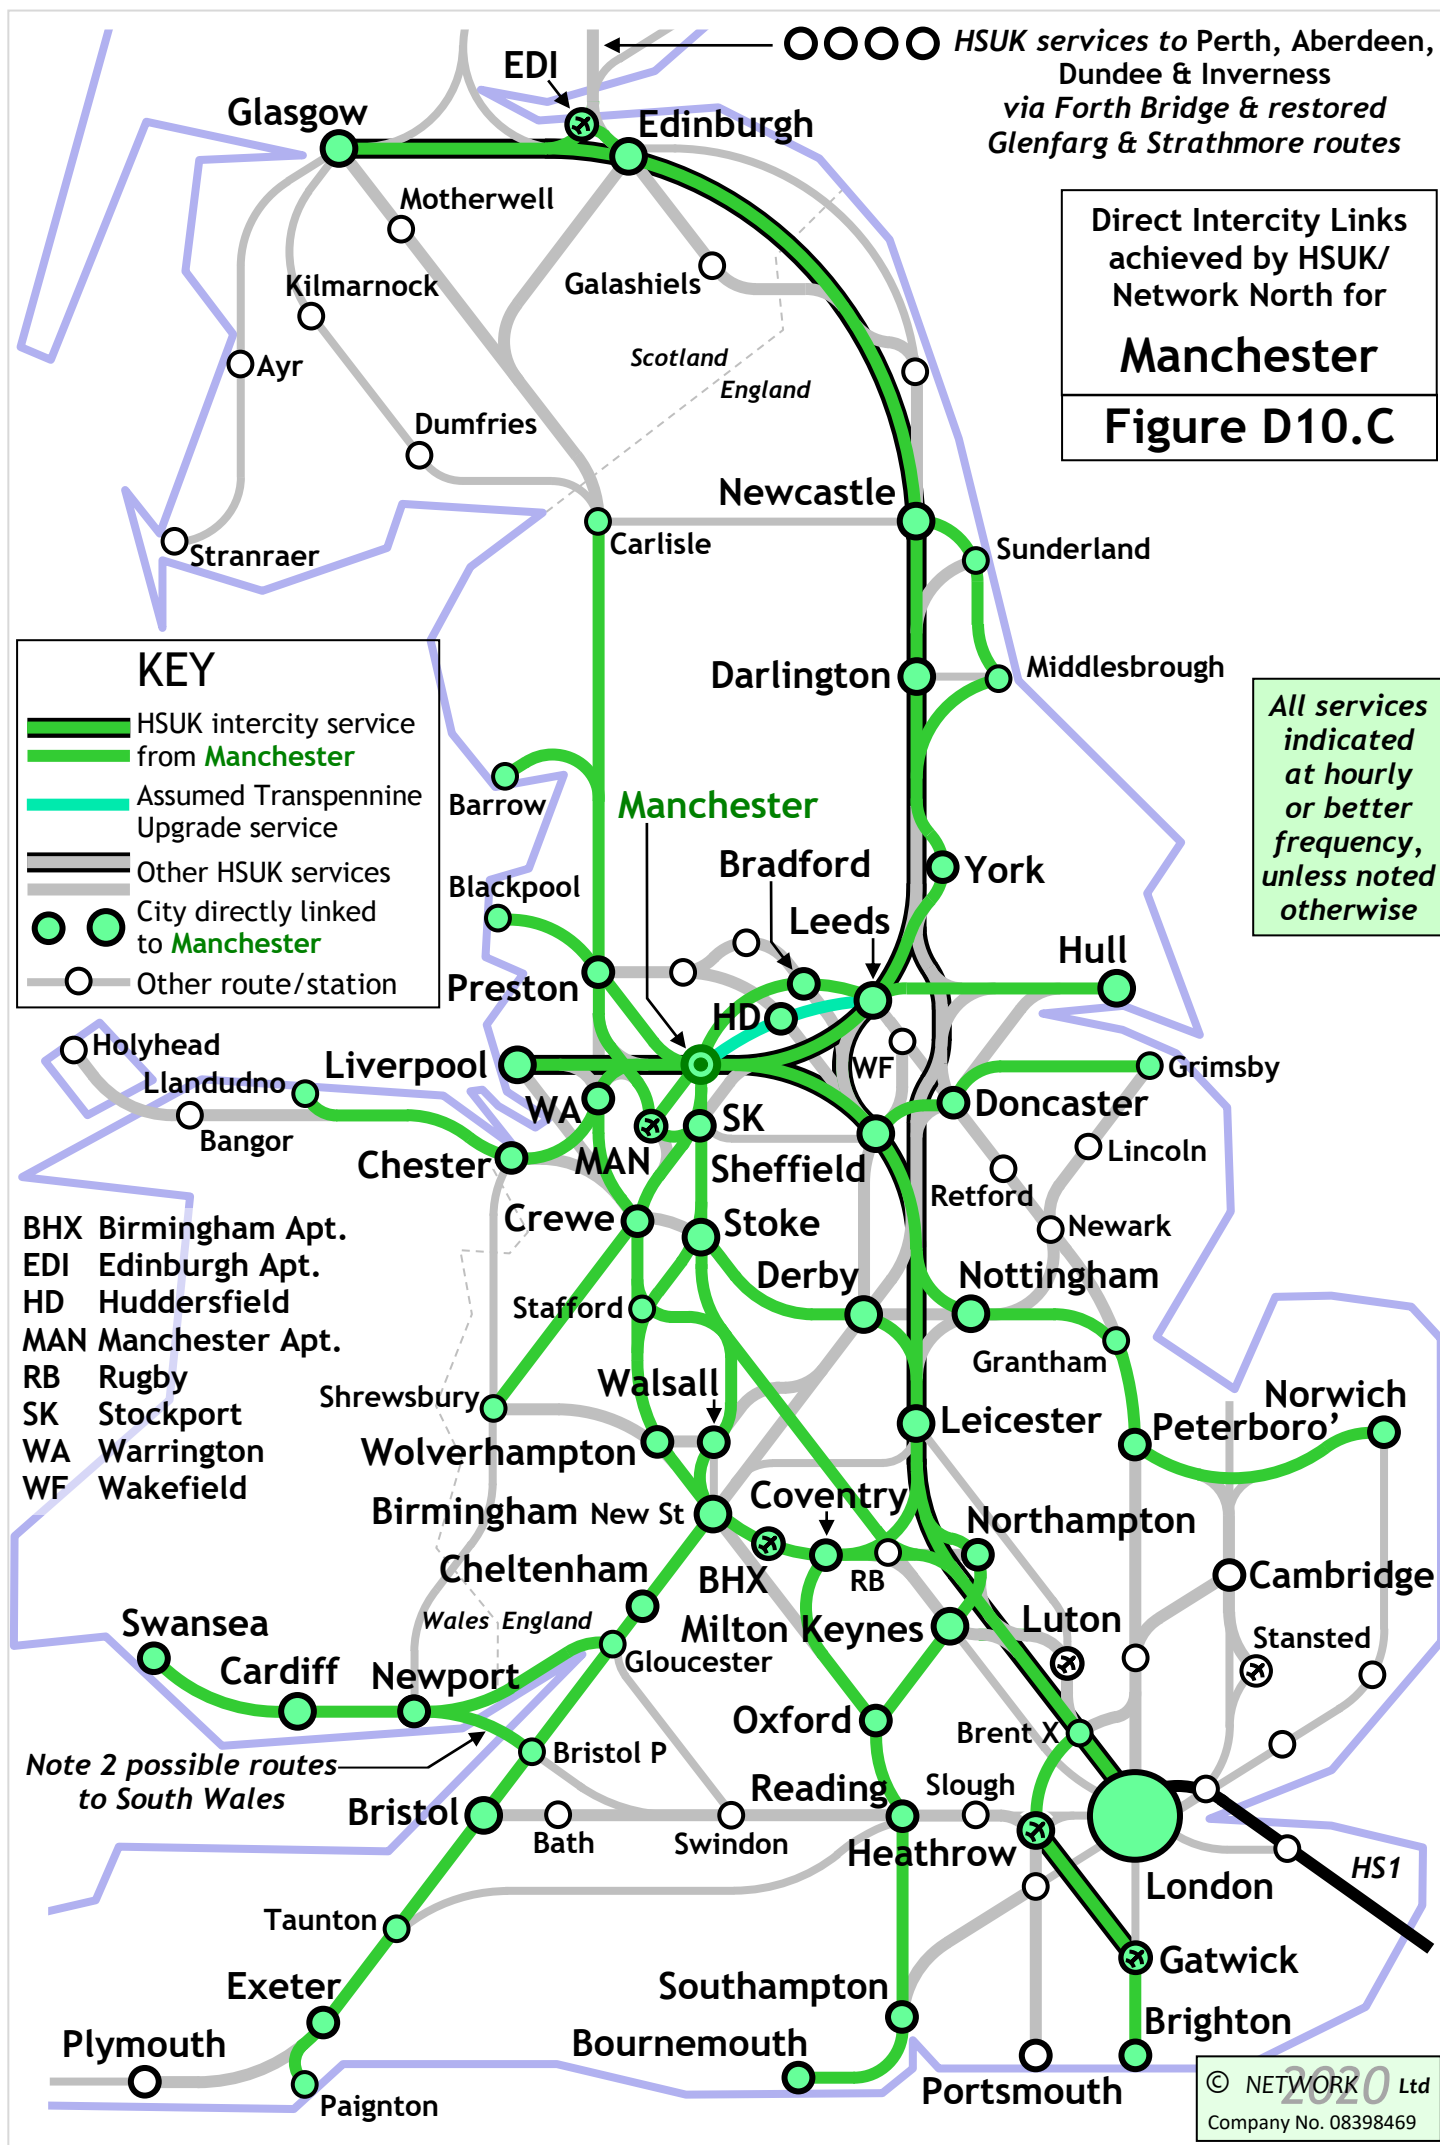 HSUK services to Perth, Aberdeen,
Dundee & Inverness
via Forth Bridge & restored
Glenfarg & Strathmore routes
EDI
Glasgow
Edinburgh
Direct Intercity Links
achieved by HSUK/
Network North for
Manchester
Figure D10.C
Motherwell
Galashiels
Kilmarnock
Scotland
England
Ayr
Dumfries
Newcastle
Carlisle
Sunderland
Stranraer
KEY
HSUK intercity service
from Manchester
Assumed Transpennine
Upgrade service
Other HSUK services
City directly linked
to Manchester
Other route/station
Darlington
Middlesbrough
All services
indicated
at hourly
or better
frequency,
unless noted
otherwise
Barrow
Manchester
Bradford
York
Blackpool
Leeds
Hull
Preston
HD
Holyhead
Llandudno
Liverpool
WF
Grimsby
Bangor
WA
SK
Doncaster
Chester
MAN
Sheffield
Lincoln
Retford
Crewe
Stoke
Newark
BHX Birmingham Apt.
EDI Edinburgh Apt.
HD Huddersfield
MAN Manchester Apt.
RB Rugby
SK Stockport
WA Warrington
WF Wakefield
Derby
Nottingham
Stafford
Grantham
Shrewsbury
Walsall
Norwich
Wolverhampton
Leicester
Peterboro’
Birmingham New St
Coventry
Northampton
Cheltenham
BHX
RB
Cambridge
Swansea
Wales England
Milton Keynes
Luton
Stansted
Cardiff
Newport
Gloucester
Oxford
Brent X
Note 2 possible routes
to South Wales
Bristol P
Reading
Slough
Bristol
Bath
Swindon
Heathrow
London
HS1
Taunton
Gatwick
Exeter
Southampton
Brighton
Plymouth
Bournemouth
Portsmouth
Paignton
© NETWORK 2020 Ltd
Company No. 08398469